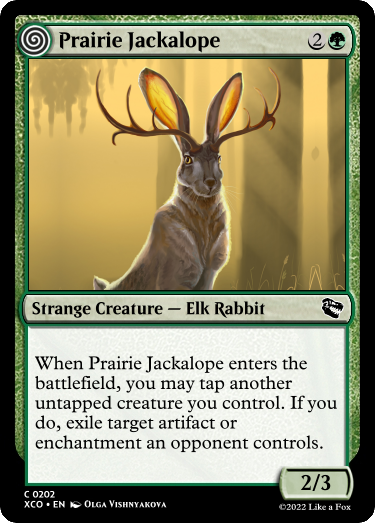 Prairie Jackalope 2
Strange Creature — Elk Rabbit
When Prairie Jackalope enters the
battlefield, you may tap another
untapped creature you control. If you
do, exile target artifact or
enchantment an opponent controls.
2/3
C 0202
XCO • EN Olga Vishnyakova
©2022 Like a Fox